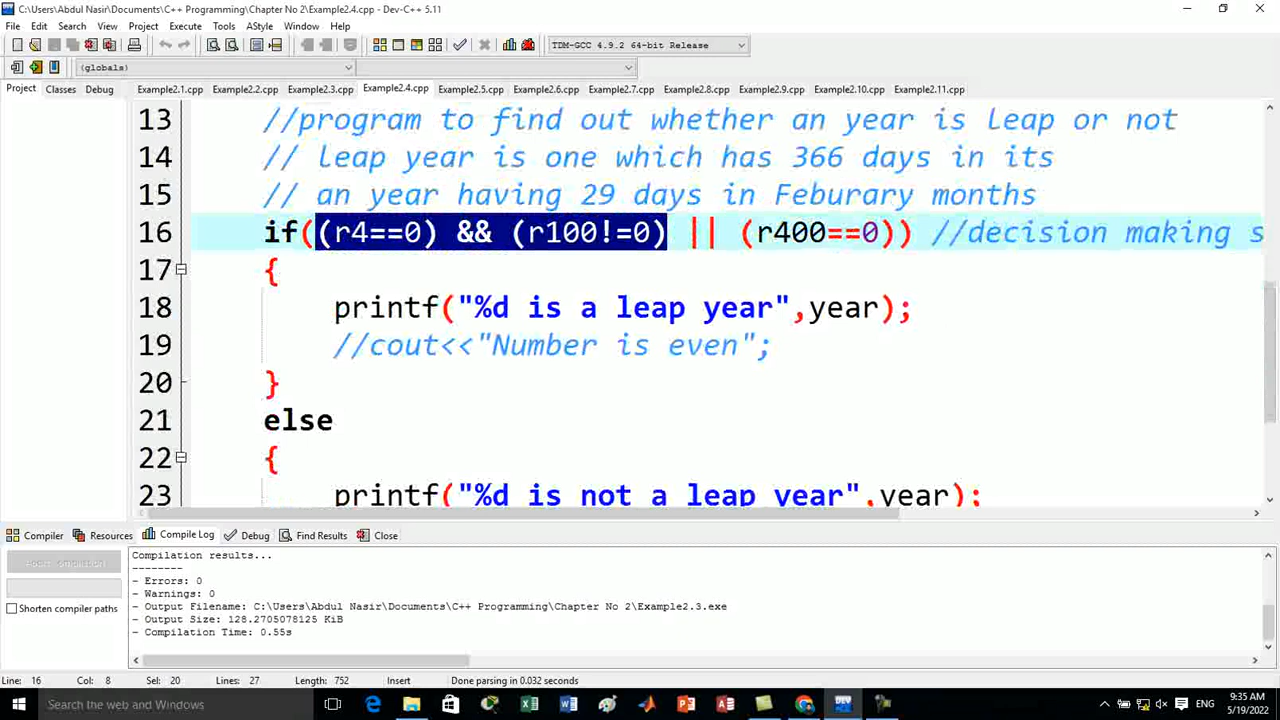 C:\Users\Abdul Nasir\Documents\C++ Programming\Chapter No 2\Example2.4.cpp - Dev-C++ 5.11
File Edit Search View Project Execute Tools AStyle Window Help
TDM-GCC 4.9.2 64-bit Release
(globals)
Project Classes Debug Example2.1.cpp Example2.2.cpp Example2.3.cpp Example2.4.cpp Example2.5.cpp Example2.6.cpp Example2.7.cpp Example2.8.cpp Example2.9.cpp Example2.10.cpp Example2.11.cpp
13 //program to find out whether an year is leap or not
14 // leap year is one which has 366 days in its
15 // an year having 29 days in Feburary months
16 if((r4==0) && (r100!=0) || (r400==0)) //decision making s
17 {
18 printf("%d is a leap year",year);
19 //cout<<"Number is even";
20 }
21 else
22 {
23 printf("%d is not a leap year",year);
Compiler Resources Compile Log Debug Find Results Close
Abort Compilation
Shorten compiler paths
Compilation results...
--------
- Errors: 0
- Warnings: 0
- Output Filename: C:\Users\Abdul Nasir\Documents\C++ Programming\Chapter No 2\Example2.3.exe
- Output Size: 128.2705078125 KiB
- Compilation Time: 0.55s
Line: 16 Col: 8 Sel: 20 Lines: 27 Length: 752 Insert Done parsing in 0.032 seconds
Search the web and Windows
ENG
9:35 AM
5/19/2022